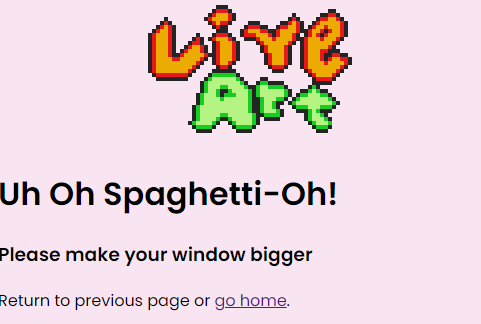 Live
Art
Uh Oh Spaghetti-Oh!
Please make your window bigger
Return to previous page or go home.